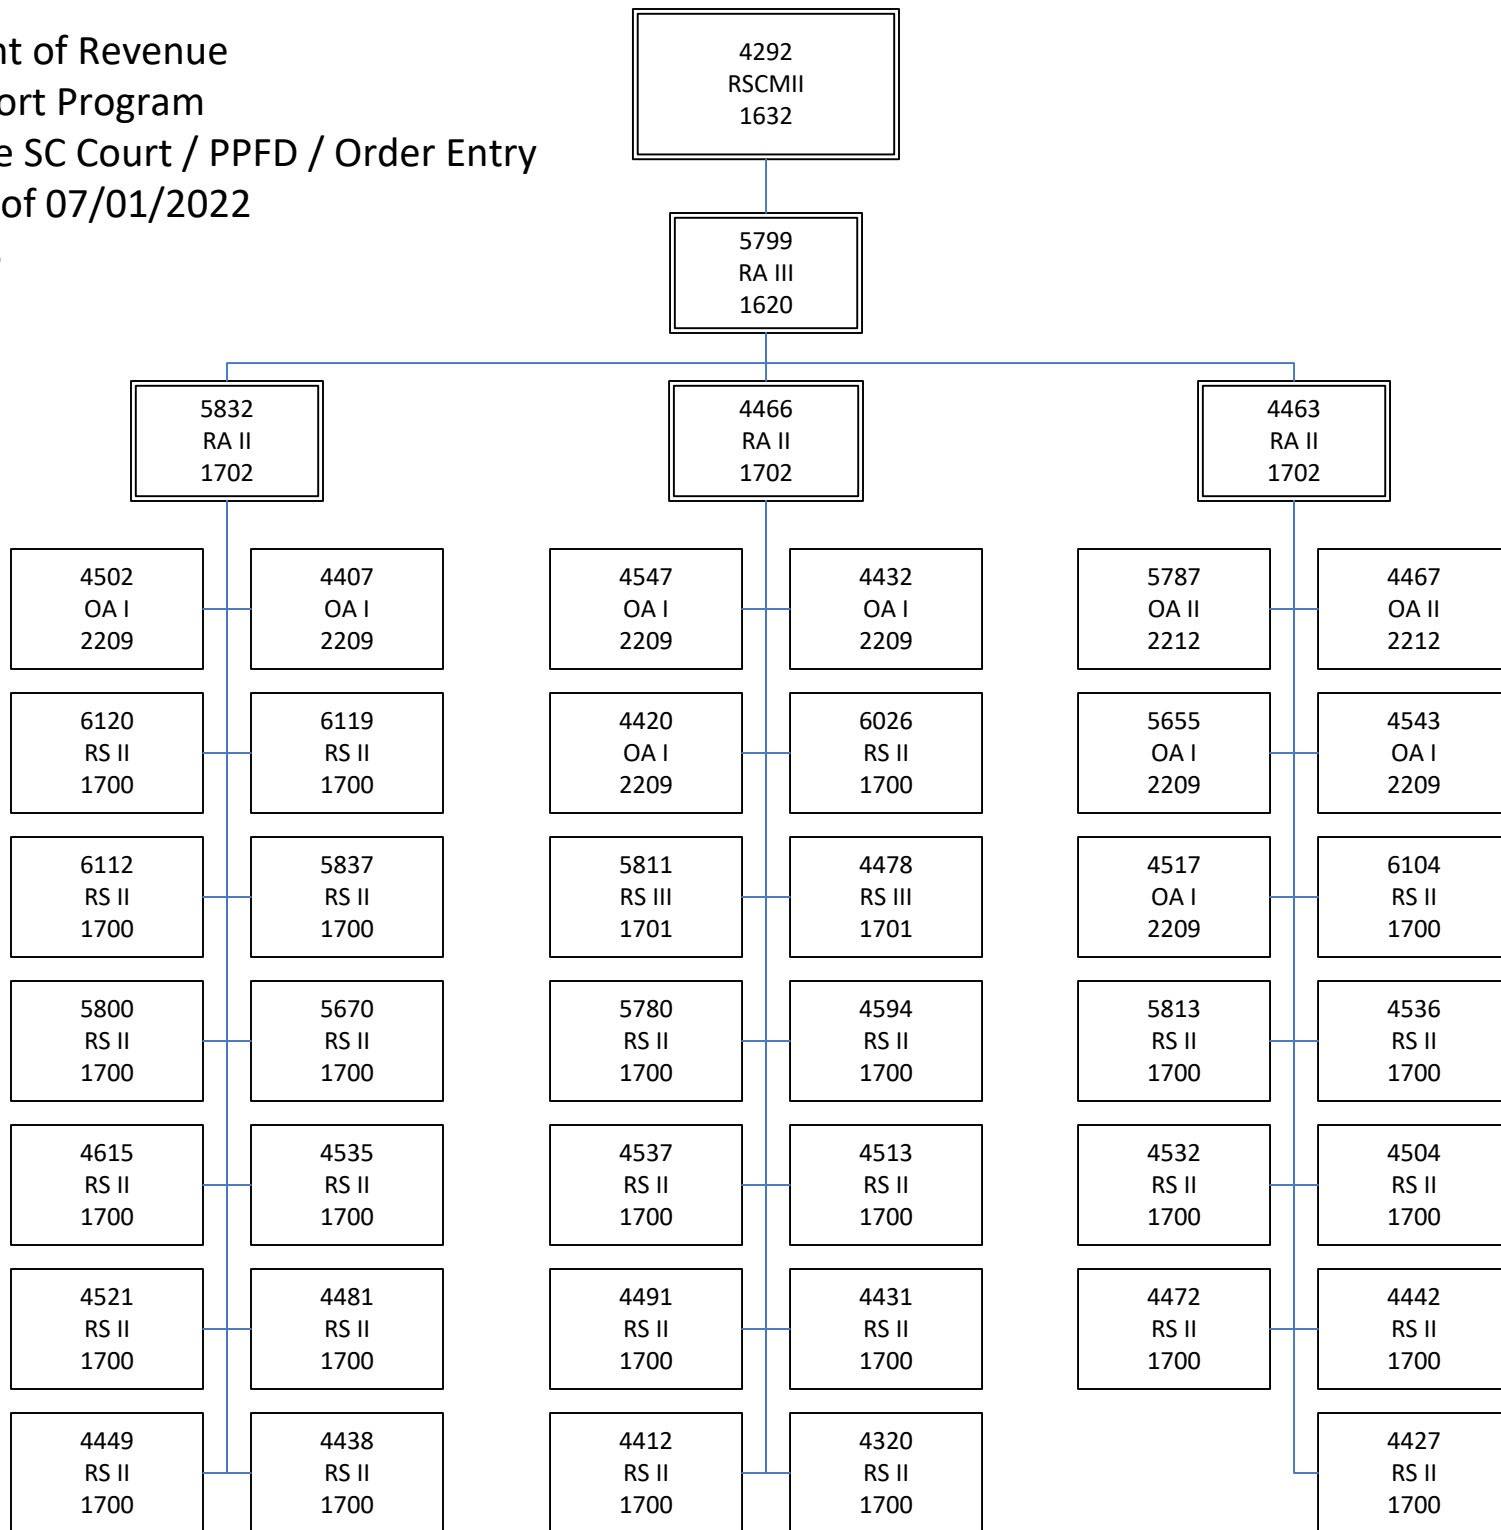 nt of Revenue
ort Program
e SC Court / PPFD / Order Entry
of 07/01/2022
4292
RSCMII
1632
5799
RA III
1620
5832
RA II
1702
4466
RA II
1702
4463
RA II
1702
4502
OA I
2209
4407
OA I
2209
4547
OA I
2209
4432
OA I
2209
5787
OA II
2212
4467
OA II
2212
6120
RS II
1700
6119
RS II
1700
4420
OA I
2209
6026
RS II
1700
5655
OA I
2209
4543
OA I
2209
6112
RS II
1700
5837
RS II
1700
5811
RS III
1701
4478
RS III
1701
4517
OA I
2209
6104
RS II
1700
5800
RS II
1700
5670
RS II
1700
5780
RS II
1700
4594
RS II
1700
5813
RS II
1700
4536
RS II
1700
4615
RS II
1700
4535
RS II
1700
4537
RS II
1700
4513
RS II
1700
4532
RS II
1700
4504
RS II
1700
4521
RS II
1700
4481
RS II
1700
4491
RS II
1700
4431
RS II
1700
4472
RS II
1700
4442
RS II
1700
4449
RS II
1700
4438
RS II
1700
4412
RS II
1700
4320
RS II
1700
4427
RS II
1700